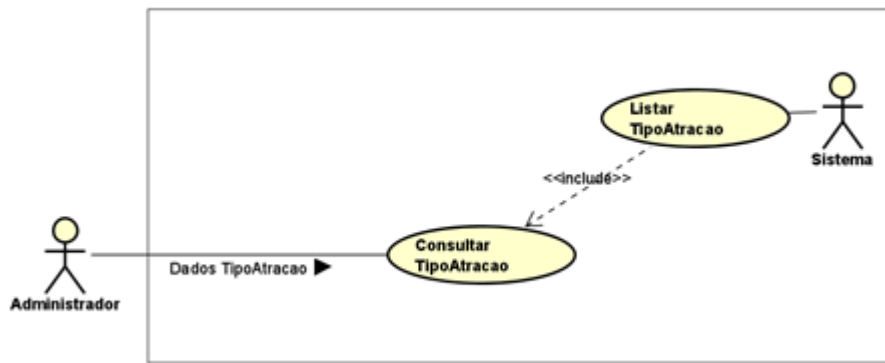 Listar
TipoAtracao
Sistema
<<include>>
Consultar
TipoAtracao
Dados TipoAtracao
Administrador